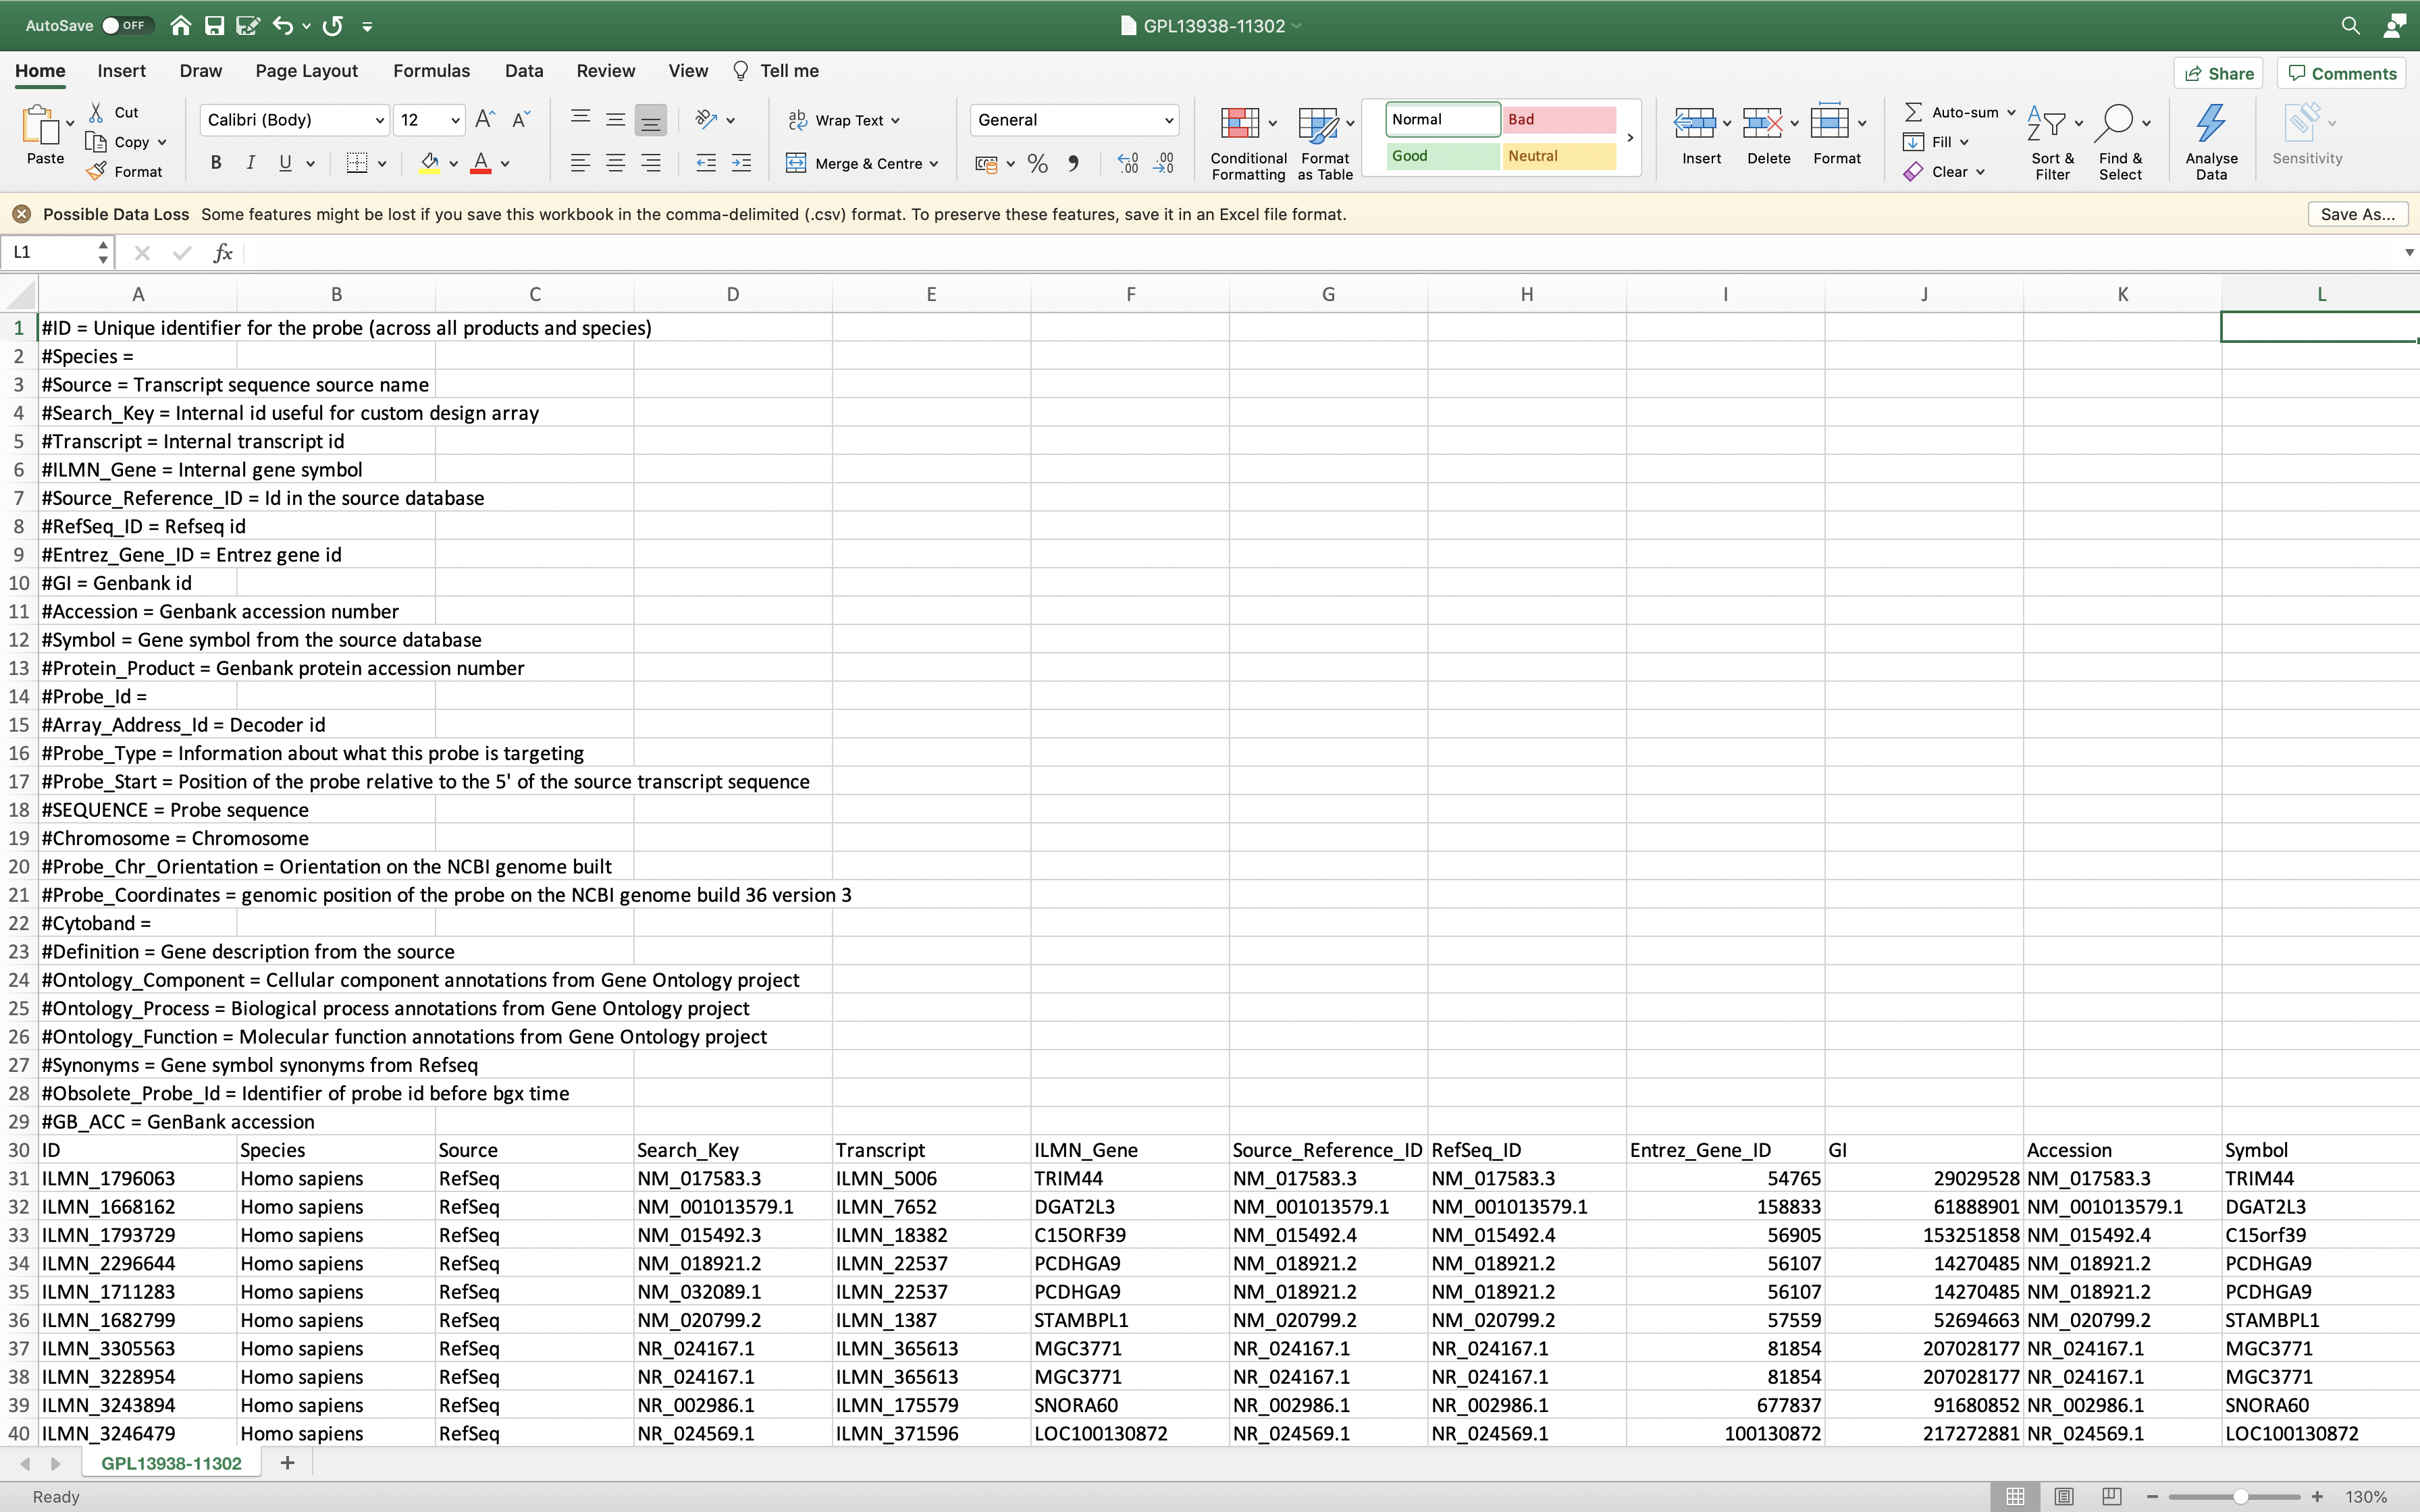 AutoSave OFF GPL13938-11302
Home Insert Draw Page Layout Formulas Data Review View Tell me Share Comments
Paste Cut Copy Format
Calibri (Body) 12
B I U A
ab Wrap Text
Merge & Centre
General
% .00 .00
Conditional Formatting
Format as Table
Normal Bad
Good Neutral
Insert Delete Format
Auto-sum
Fill
Clear
Sort & Filter
Find & Select
Analyse Data
Sensitivity
Possible Data Loss Some features might be lost if you save this workbook in the comma-delimited (.csv) format. To preserve these features, save it in an Excel file format. Save As...
L1 fx
A B C D E F G H I J K L
1 #ID = Unique identifier for the probe (across all products and species)
2 #Species =
3 #Source = Transcript sequence source name
4 #Search_Key = Internal id useful for custom design array
5 #Transcript = Internal transcript id
6 #ILMN_Gene = Internal gene symbol
7 #Source_Reference_ID = Id in the source database
8 #RefSeq_ID = Refseq id
9 #Entrez_Gene_ID = Entrez gene id
10 #GI = Genbank id
11 #Accession = Genbank accession number
12 #Symbol = Gene symbol from the source database
13 #Protein_Product = Genbank protein accession number
14 #Probe_Id =
15 #Array_Address_Id = Decoder id
16 #Probe_Type = Information about what this probe is targeting
17 #Probe_Start = Position of the probe relative to the 5' of the source transcript sequence
18 #SEQUENCE = Probe sequence
19 #Chromosome = Chromosome
20 #Probe_Chr_Orientation = Orientation on the NCBI genome built
21 #Probe_Coordinates = genomic position of the probe on the NCBI genome build 36 version 3
22 #Cytoband =
23 #Definition = Gene description from the source
24 #Ontology_Component = Cellular component annotations from Gene Ontology project
25 #Ontology_Process = Biological process annotations from Gene Ontology project
26 #Ontology_Function = Molecular function annotations from Gene Ontology project
27 #Synonyms = Gene symbol synonyms from Refseq
28 #Obsolete_Probe_Id = Identifier of probe id before bgx time
29 #GB_ACC = GenBank accession
30 ID Species Source Search_Key Transcript ILMN_Gene Source_Reference_ID RefSeq_ID Entrez_Gene_ID GI Accession Symbol
31 ILMN_1796063 Homo sapiens RefSeq NM_017583.3 ILMN_5006 TRIM44 NM_017583.3 NM_017583.3 54765 29029528 NM_017583.3 TRIM44
32 ILMN_1668162 Homo sapiens RefSeq NM_001013579.1 ILMN_7652 DGAT2L3 NM_001013579.1 NM_001013579.1 158833 61888901 NM_001013579.1 DGAT2L3
33 ILMN_1793729 Homo sapiens RefSeq NM_015492.3 ILMN_18382 C15ORF39 NM_015492.4 NM_015492.4 56905 153251858 NM_015492.4 C15orf39
34 ILMN_2296644 Homo sapiens RefSeq NM_018921.2 ILMN_22537 PCDHGA9 NM_018921.2 NM_018921.2 56107 14270485 NM_018921.2 PCDHGA9
35 ILMN_1711283 Homo sapiens RefSeq NM_032089.1 ILMN_22537 PCDHGA9 NM_018921.2 NM_018921.2 56107 14270485 NM_018921.2 PCDHGA9
36 ILMN_1682799 Homo sapiens RefSeq NM_020799.2 ILMN_1387 STAMBPL1 NM_020799.2 NM_020799.2 57559 52694663 NM_020799.2 STAMBPL1
37 ILMN_3305563 Homo sapiens RefSeq NR_024167.1 ILMN_365613 MGC3771 NR_024167.1 NR_024167.1 81854 207028177 NR_024167.1 MGC3771
38 ILMN_3228954 Homo sapiens RefSeq NR_024167.1 ILMN_365613 MGC3771 NR_024167.1 NR_024167.1 81854 207028177 NR_024167.1 MGC3771
39 ILMN_3243894 Homo sapiens RefSeq NR_002986.1 ILMN_175579 SNORA60 NR_002986.1 NR_002986.1 677837 91680852 NR_002986.1 SNORA60
40 ILMN_3246479 Homo sapiens RefSeq NR_024569.1 ILMN_371596 LOC100130872 NR_024569.1 NR_024569.1 100130872 217272881 NR_024569.1 LOC100130872
GPL13938-11302 +
Ready 130%